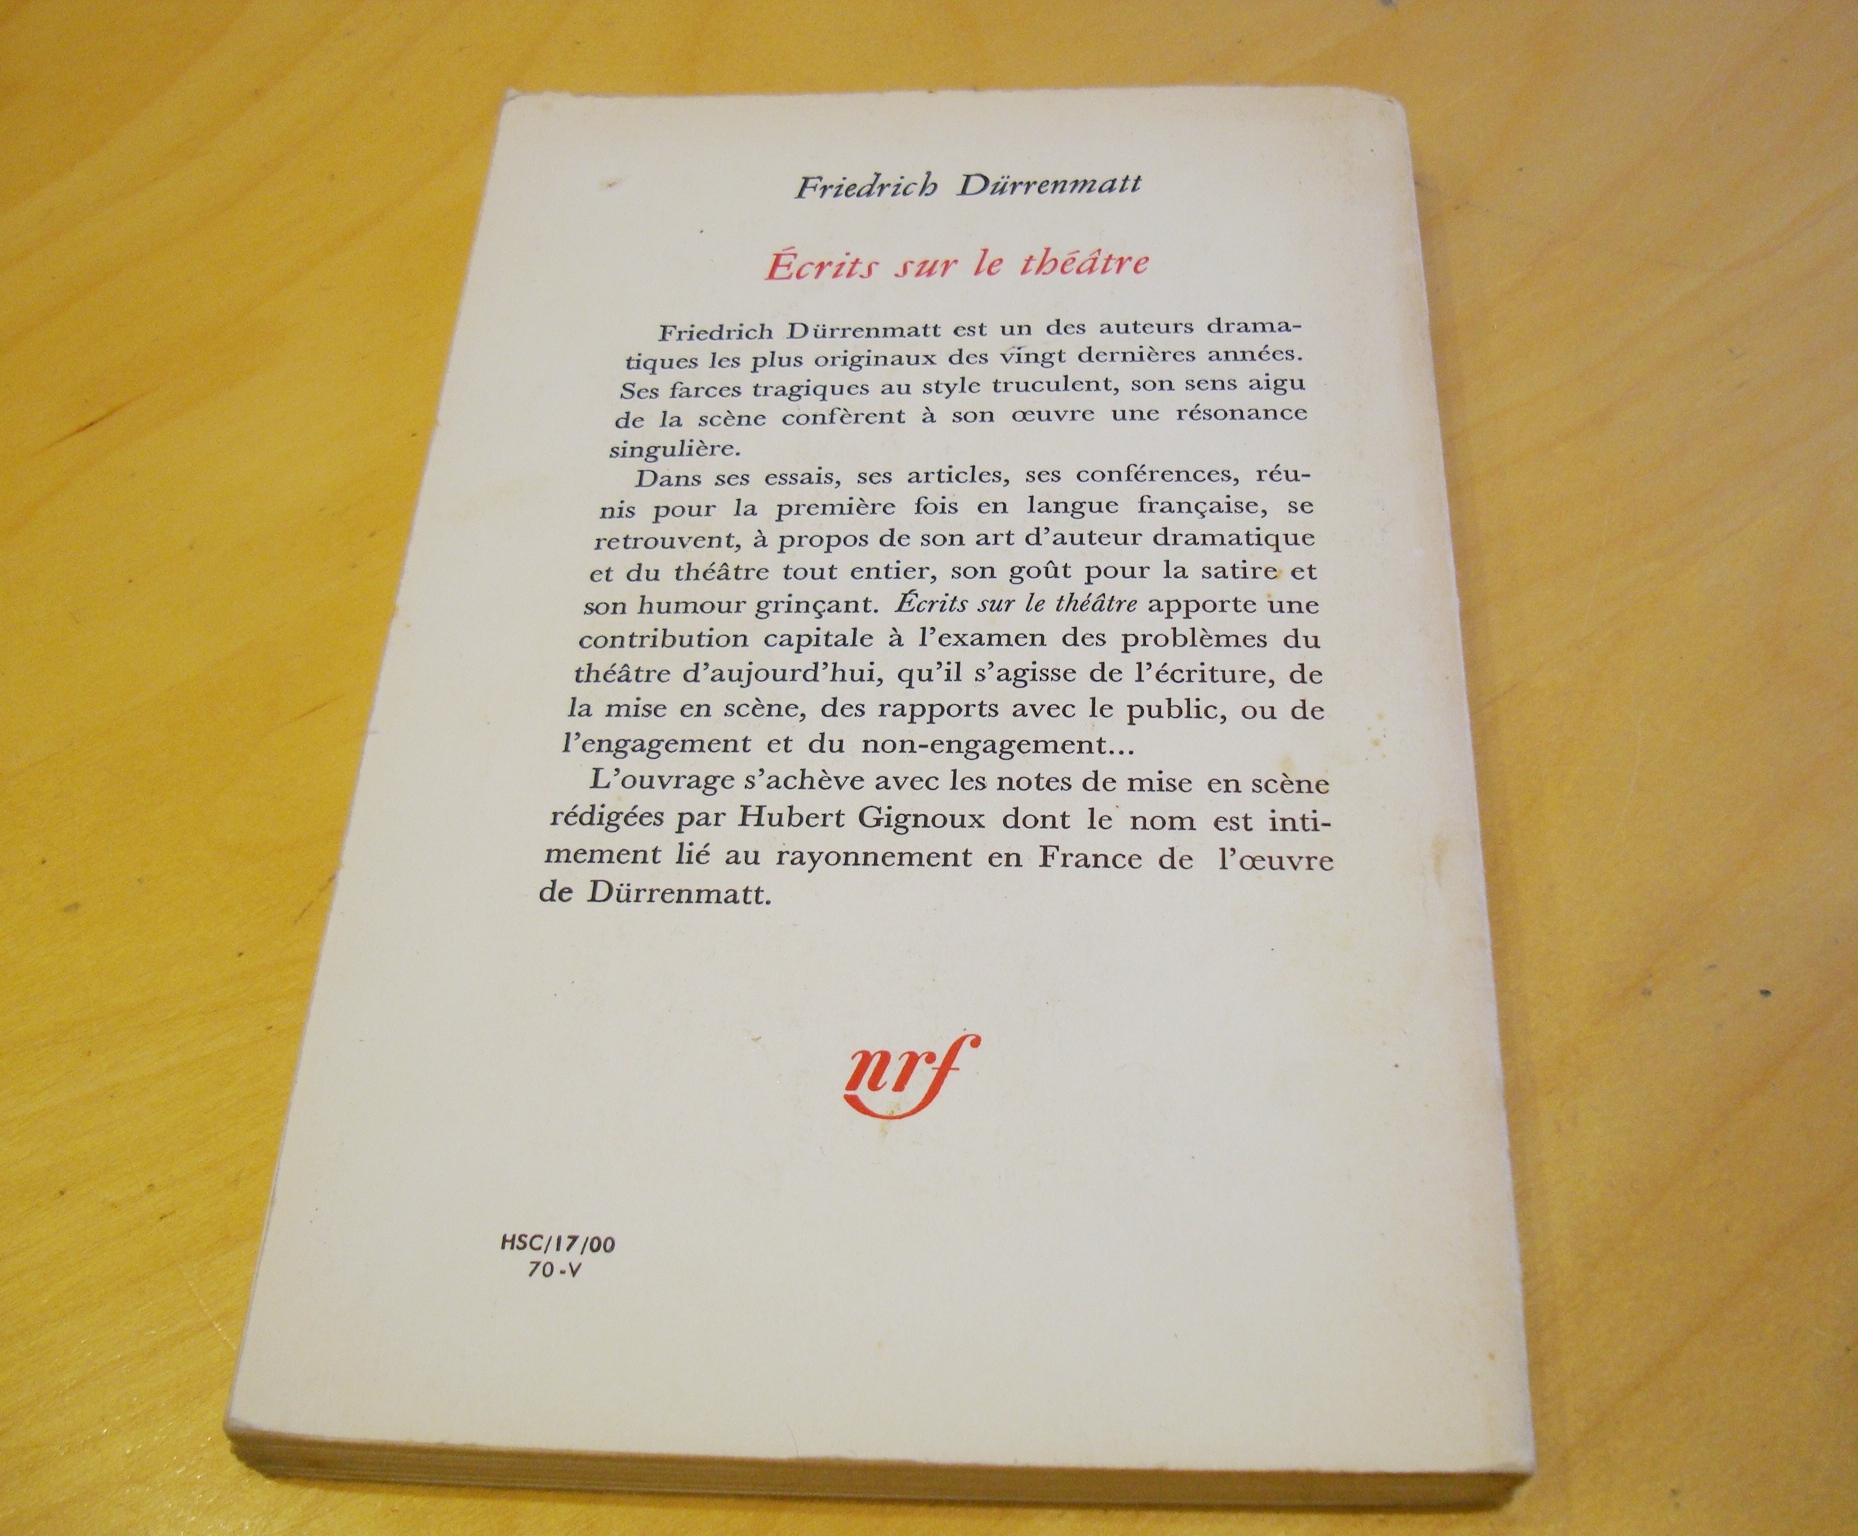 Friedrich Dürrenmatt
Écrits sur le théâtre
Friedrich Dürrenmatt est un des auteurs drama-
tiques les plus originaux des vingt dernières années.
Ses farces tragiques au style truculent, son sens aigu
de la scène confèrent à son œuvre une résonance
singulière.
Dans ses essais, ses articles, ses conférences, réu-
nis pour la première fois en langue française, se
retrouvent, à propos de son art d'auteur dramatique
et du théâtre tout entier, son goût pour la satire et
son humour grinçant. Écrits sur le théâtre apporte une
contribution capitale à l'examen des problèmes du
théâtre d'aujourd'hui, qu'il s'agisse de l'écriture, de
la mise en scène, des rapports avec le public, ou de
l'engagement et du non-engagement...
L'ouvrage s'achève avec les notes de mise en scène
rédigées par Hubert Gignoux dont le nom est inti-
mement lié au rayonnement en France de l'œuvre
de Dürrenmatt.
nrf
HSC/17/00
70-V